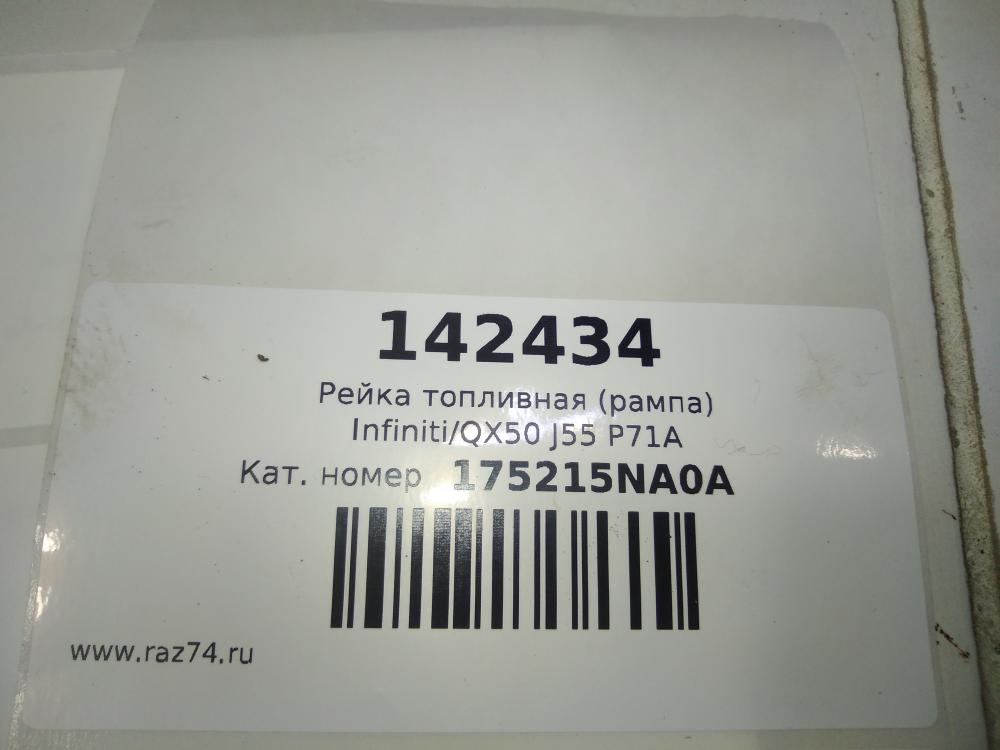 142434
Рейка топливная (рампа)
Infiniti/QX50 J55 P71A
Кат. номер 175215NA0A
www.raz74.ru